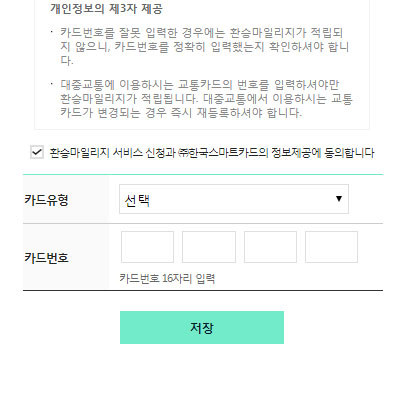 개인정보의 제3자 제공
· 카드번호를 잘못 입력한 경우에는 환승마일리지가 적립되
지 않으니, 카드번호를 정확히 입력했는지 확인하셔야 합니
다.
· 대중교통에 이용하시는 교통카드의 번호를 입력하셔야만
환승마일리지가 적립됩니다. 대중교통에서 이용하시는 교통
카드가 변경되는 경우 즉시 재등록하셔야 합니다.
환승마일리지 서비스 신청과 ㈜한국스마트카드의 정보제공에 동의합니다
카드유형 선택
카드번호
카드번호 16자리 입력
저장